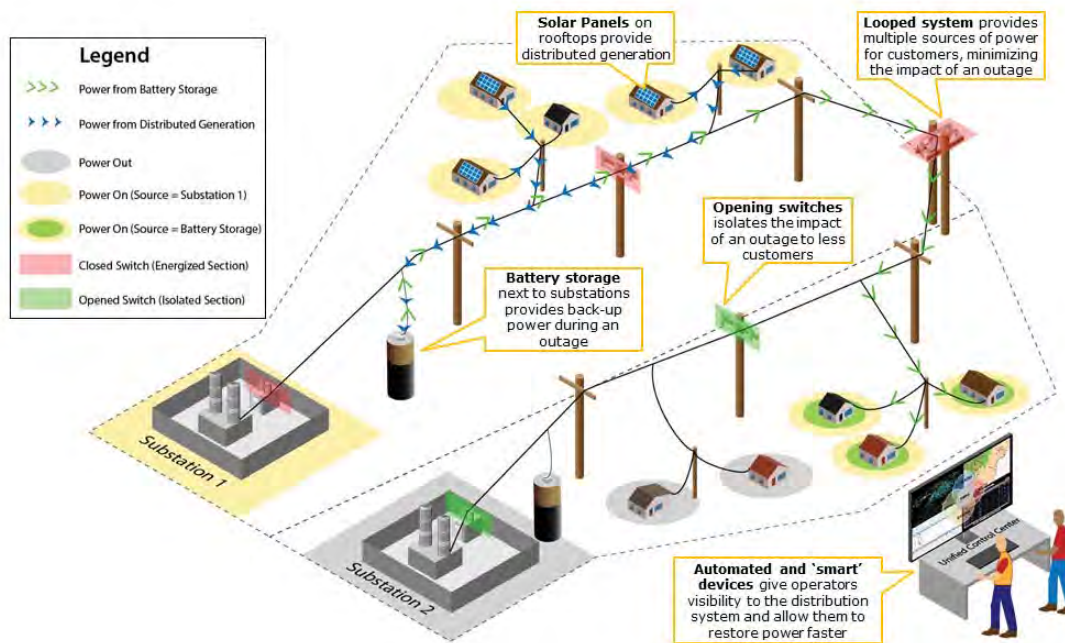 Legend
Power from Battery Storage
Power from Distributed Generation
Power Out
Power On (Source = Substation 1)
Power On (Source = Battery Storage)
Closed Switch (Energized Section)
Opened Switch (Isolated Section)
Solar Panels on
rooftops provide
distributed generation
Looped system provides
multiple sources of power
for customers, minimizing
the impact of an outage
Opening switches
isolates the impact
of an outage to less
customers
Battery storage
next to substations
provides back-up
power during an
outage
Substation 1
Substation 2
Unified Control Center
Automated and ‘smart’
devices give operators
visibility to the distribution
system and allow them to
restore power faster